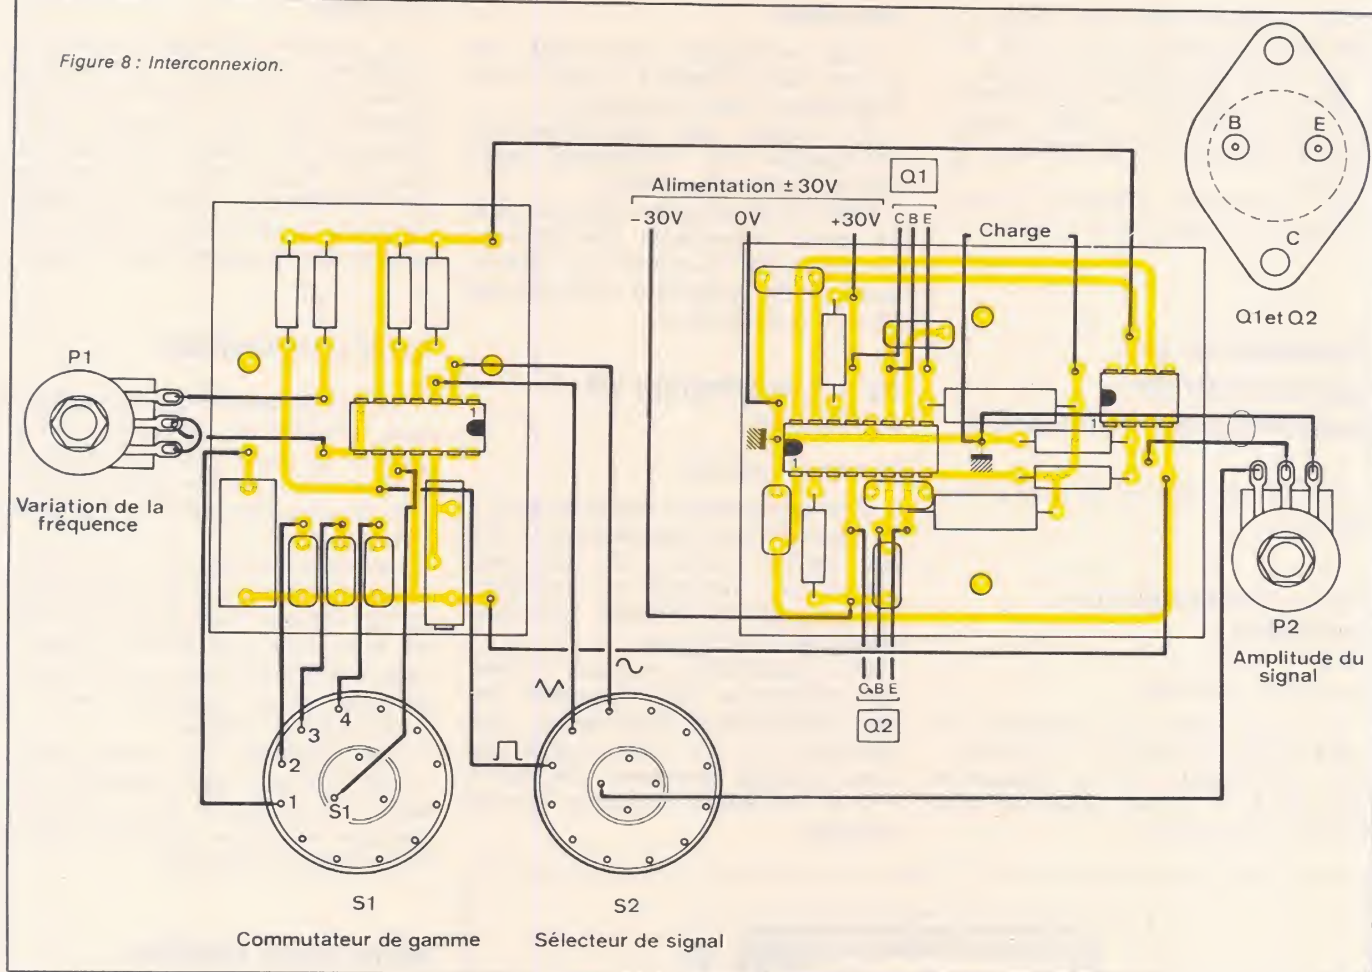 Figure 8 : Interconnexion.
B E
C
Q1 et Q2
Alimentation ± 30V
-30V 0V +30V
Q1
C B E
Charge
P1
Variation de la
fréquence
1
1
1
P2
Amplitude du
signal
C B E
Q2
4
3
2
1
S1
S1
Commutateur de gamme
S2
Sélecteur de signal